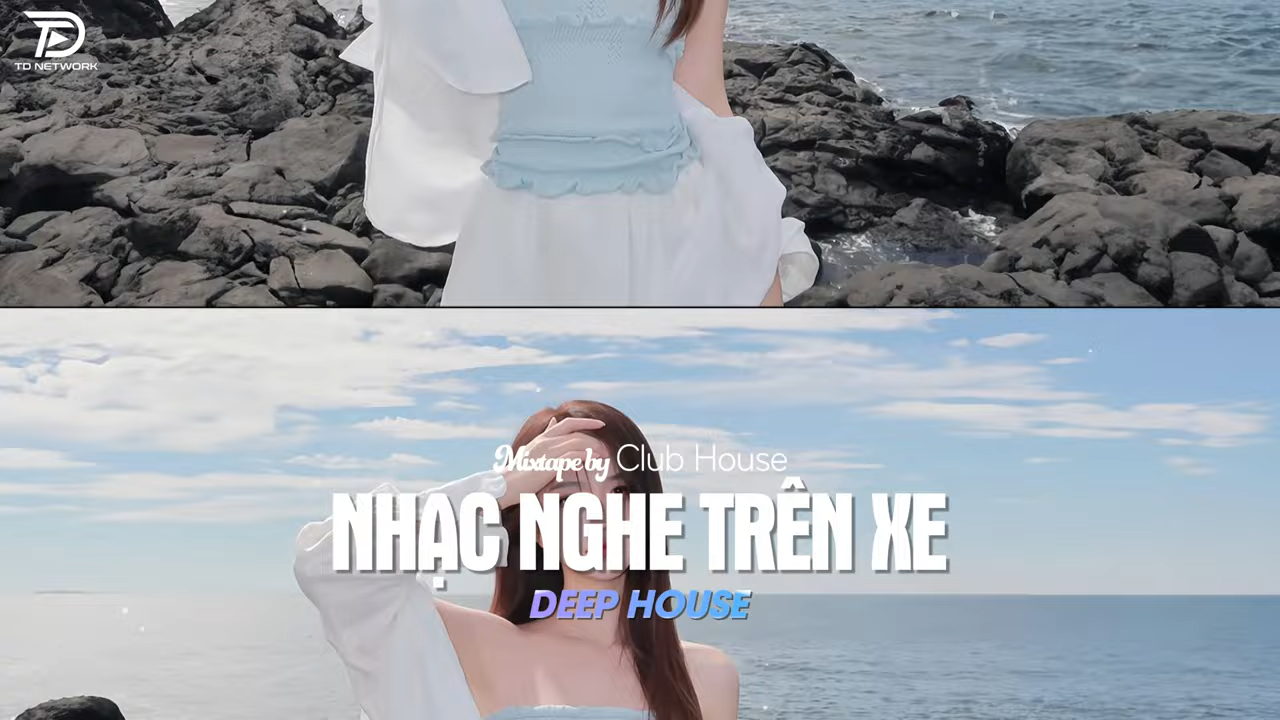 TD NETWORK
Mixtape by Club House
NHẠC NGHE TRÊN XE
DEEP HOUSE